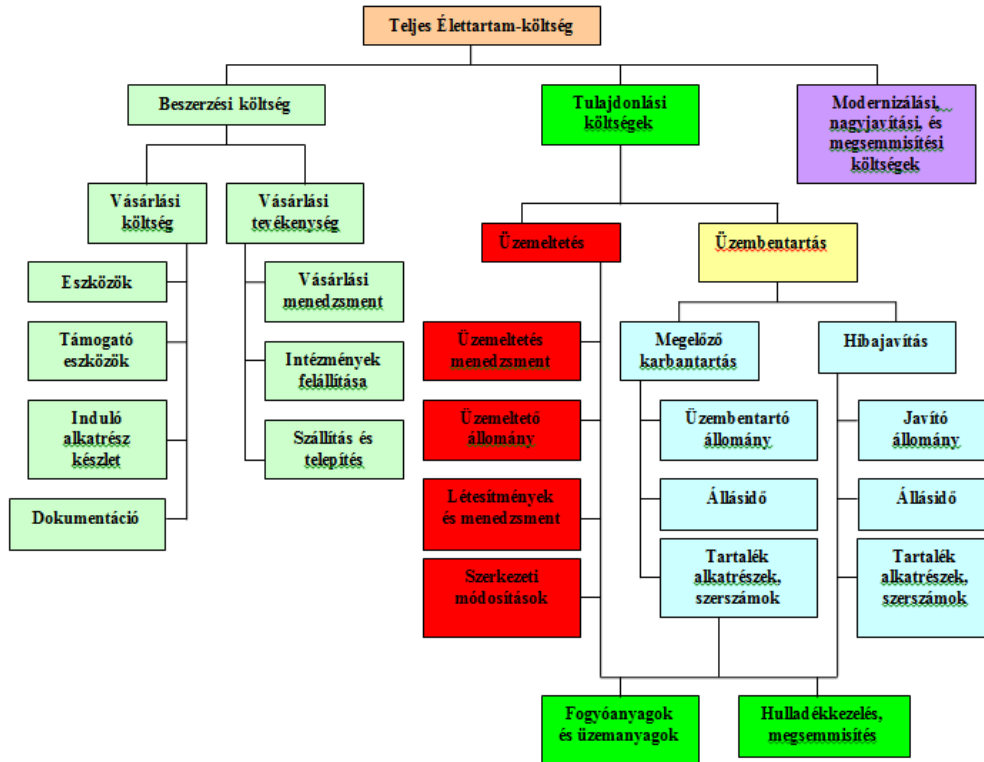 Teljes Élettartam-költség
Beszerzési költség
Tulajdonlási
költségek
Modernizálási,
nagyjavítási, és
megsemmisítési
költségek
Vásárlási
költség
Vásárlási
tevékenység
Üzemeltetés
Üzembentartás
Eszközök
Vásárlási
menedzsment
Támogató
eszközök
Intézmények
felállítása
Üzemeltetés
menedzsment
Megelőző
karbantartás
Hibajavítás
Induló
alkatrész
készlet
Szállítás és
telepítés
Üzemeltető
állomány
Üzembentartó
állomány
Javító
állomány
Dokumentáció
Létesítmények
és menedzsment
Állásidő
Állásidő
Szerkezeti
módosítások
Tartalék
alkatrészek,
szerszámok
Tartalék
alkatrészek,
szerszámok
Fogyóanyagok
és üzemanyagok
Hulladékkezelés,
megsemmisítés